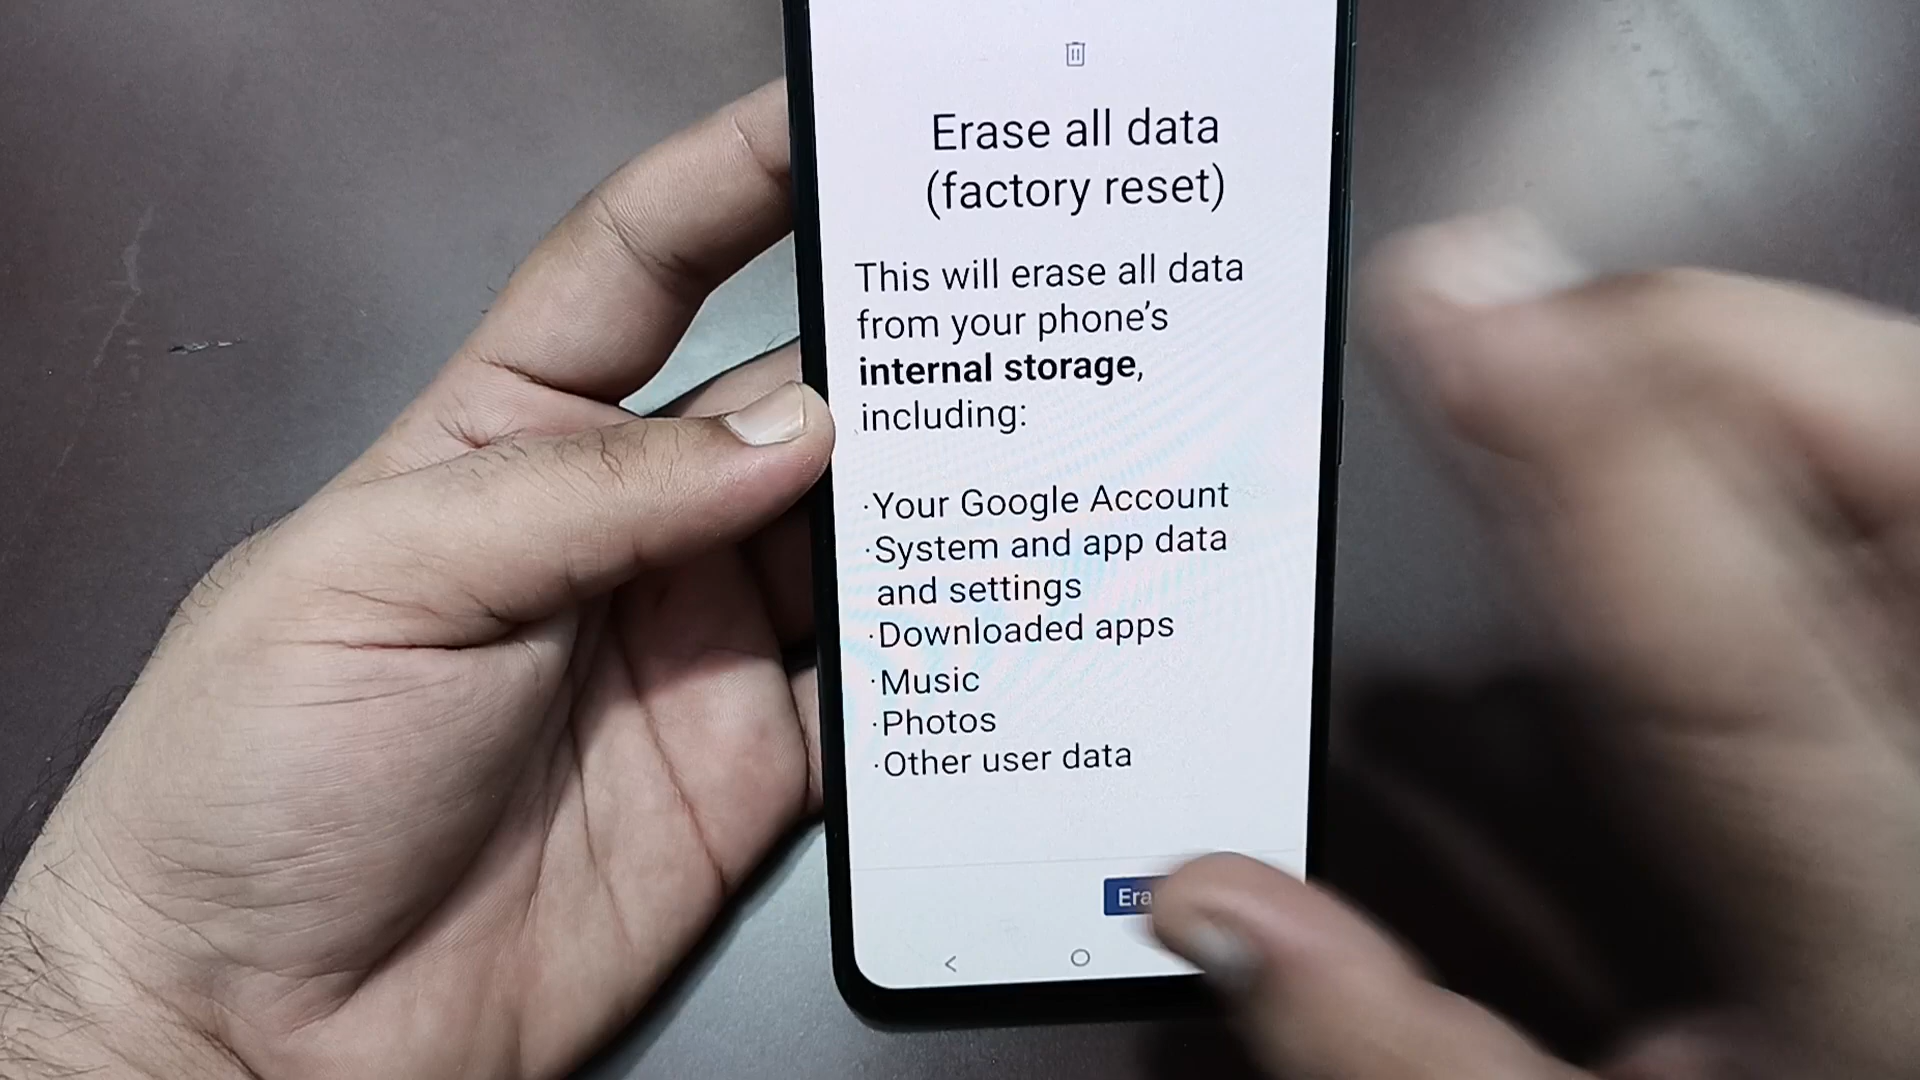 Erase all data
(factory reset)
This will erase all data
from your phone's
internal storage,
including:
·Your Google Account
·System and app data
and settings
·Downloaded apps
·Music
·Photos
·Other user data